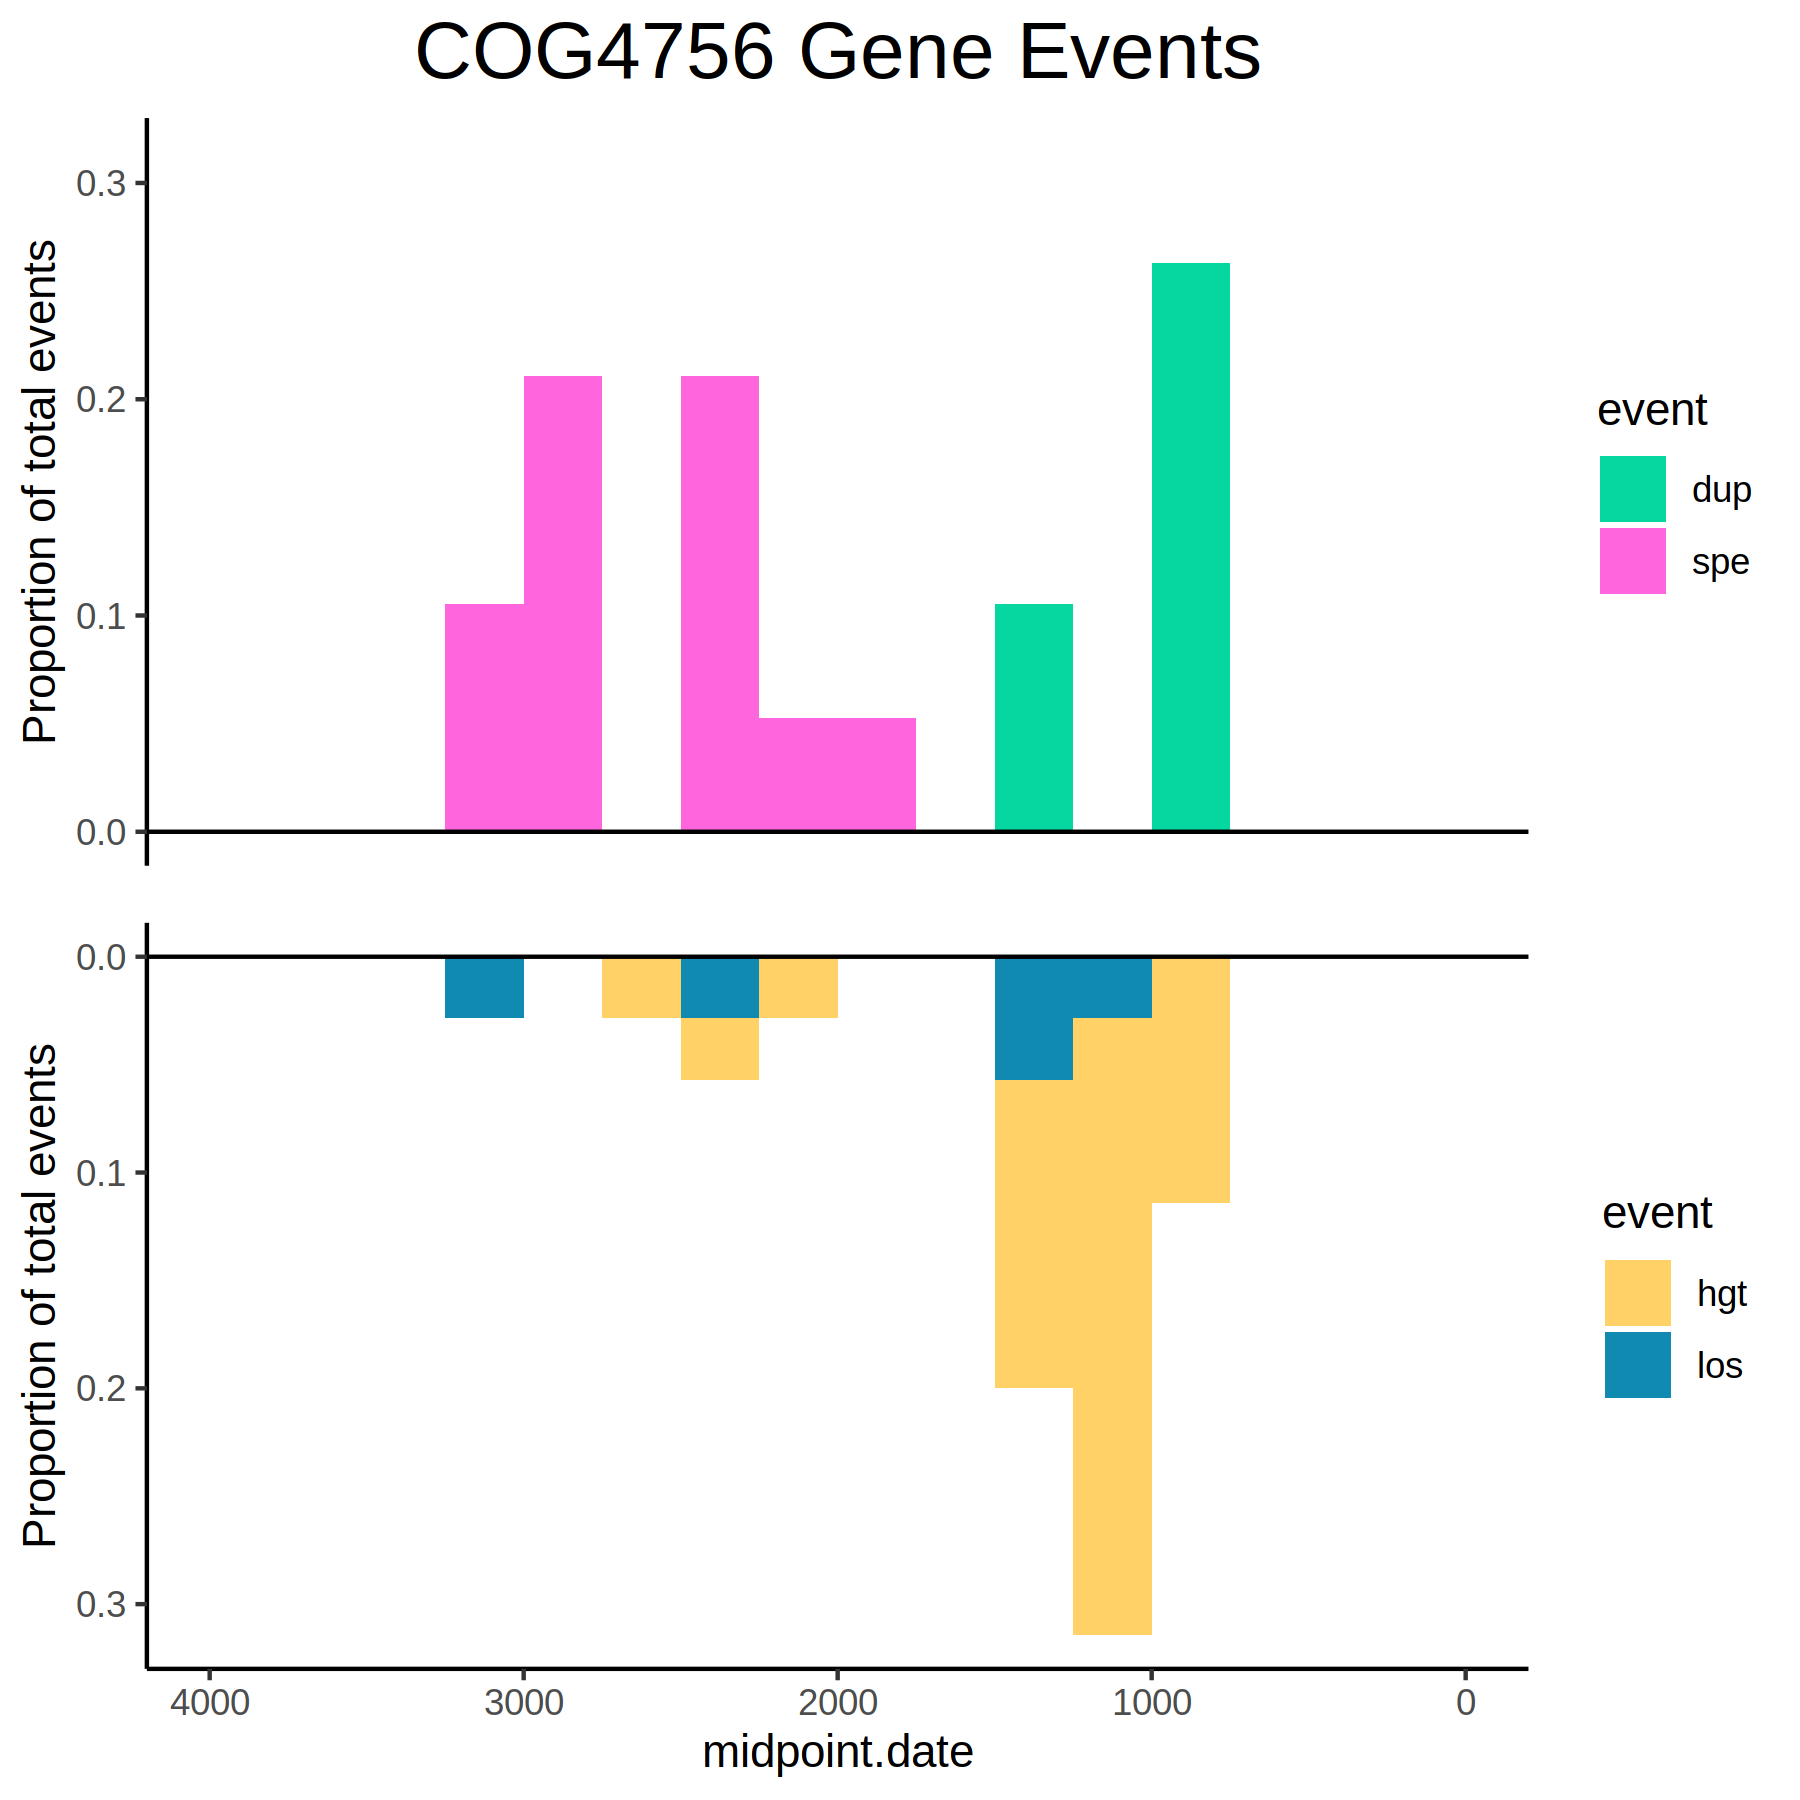 COG4756 Gene Events
Proportion of total events
0.3
0.2
0.1
0.0
event
dup
spe
Proportion of total events
0.0
0.1
0.2
0.3
event
hgt
los
4000 3000 2000 1000 0
midpoint.date